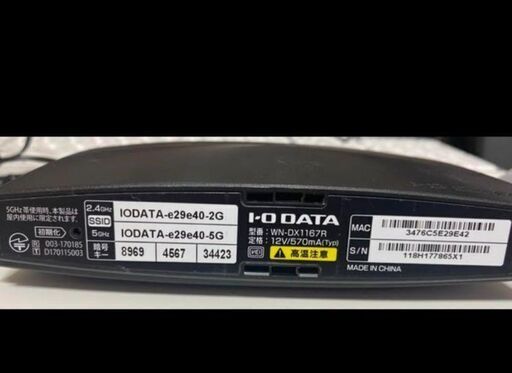 5GHz帯使用時、本製品は
屋内使用に限定されます。
初期化
R 003-170185
T D170115003
2.4GHz
SSID
5GHz
暗号
キー
IODATA-e29e40-2G
IODATA-e29e40-5G
8969 4567 34423
I-O DATA
型番: WN-DX1167R
定格: 12V/570mA(Typ)
高温注意
MAC
3476C5E29E42
S/N
118H177865X1
MADE IN CHINA